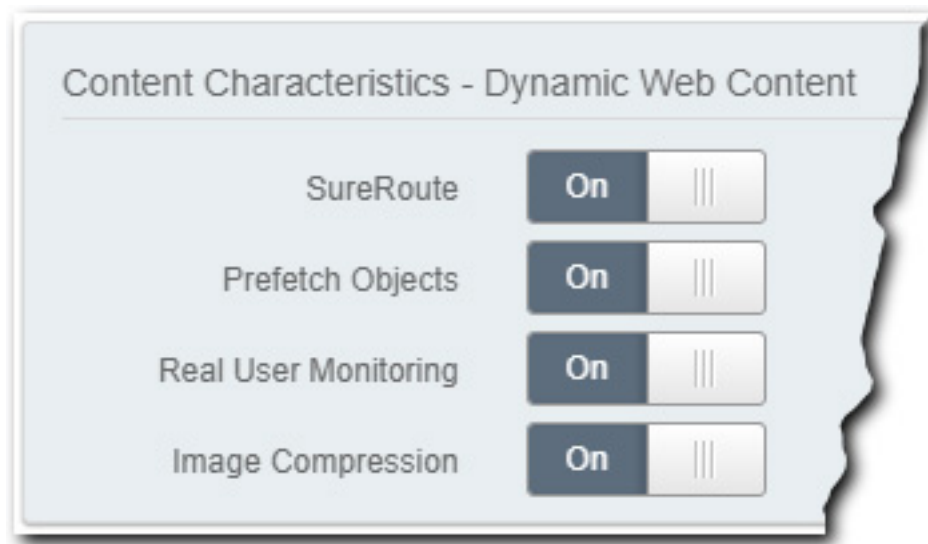 Content Characteristics - Dynamic Web Content
SureRoute On
Prefetch Objects On
Real User Monitoring On
Image Compression On